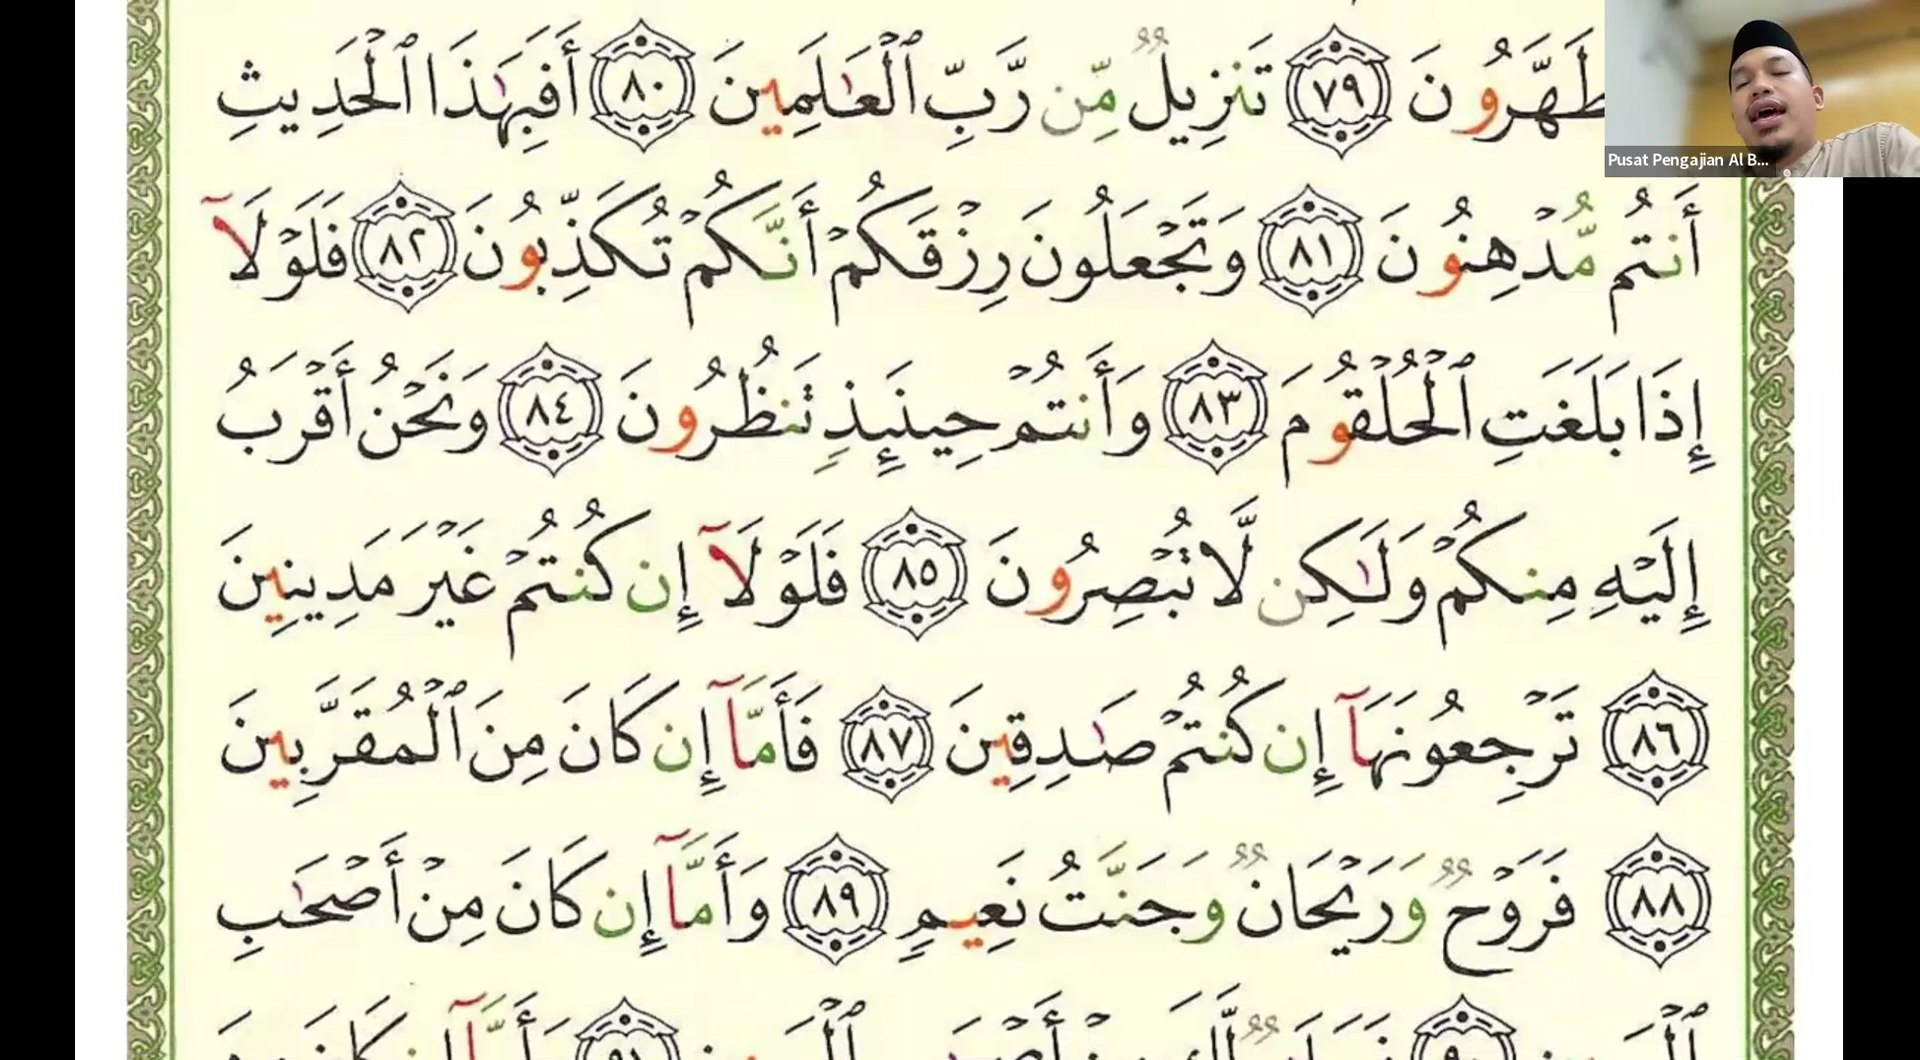 ـطَهَّرُونَ ٧٩ تَنزِيلٌ مِّن رَّبِّ ٱلْعَٰلَمِينَ ٨٠ أَفَبِهَٰذَا ٱلْحَدِيثِ
Pusat Pengajian Al B...
أَنتُم مُّدْهِنُونَ ٨١ وَتَجْعَلُونَ رِزْقَكُمْ أَنَّكُمْ تُكَذِّبُونَ ٨٢ فَلَوْلَآ
إِذَا بَلَغَتِ ٱلْحُلْقُومَ ٨٣ وَأَنتُمْ حِينَئِذٍ تَنظُرُونَ ٨٤ وَنَحْنُ أَقْرَبُ
إِلَيْهِ مِنكُمْ وَلَٰكِن لَّا تُبْصِرُونَ ٨٥ فَلَوْلَآ إِن كُنتُمْ غَيْرَ مَدِينِينَ
٨٦ تَرْجِعُونَهَآ إِن كُنتُمْ صَٰدِقِينَ ٨٧ فَأَمَّآ إِن كَانَ مِنَ ٱلْمُقَرَّبِينَ
٨٨ فَرَوْحٌ وَرَيْحَانٌ وَجَنَّتُ نَعِيمٍ ٨٩ وَأَمَّآ إِن كَانَ مِنْ أَصْحَٰبِ